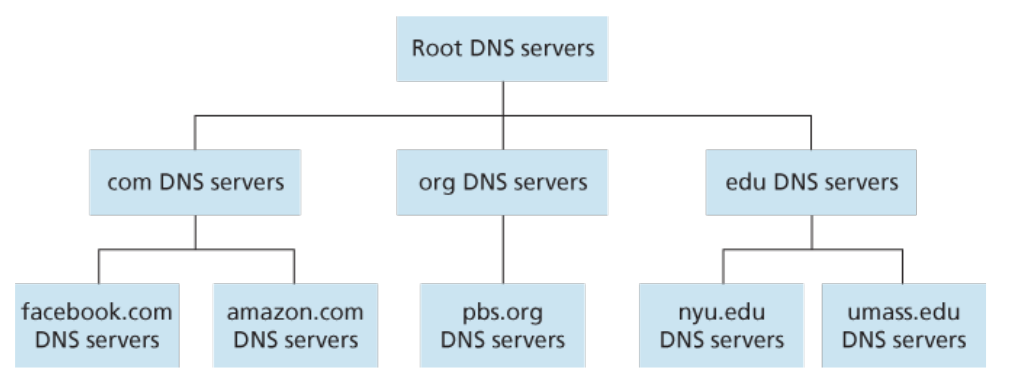 Root DNS servers
com DNS servers
org DNS servers
edu DNS servers
facebook.com
DNS servers
amazon.com
DNS servers
pbs.org
DNS servers
nyu.edu
DNS servers
umass.edu
DNS servers